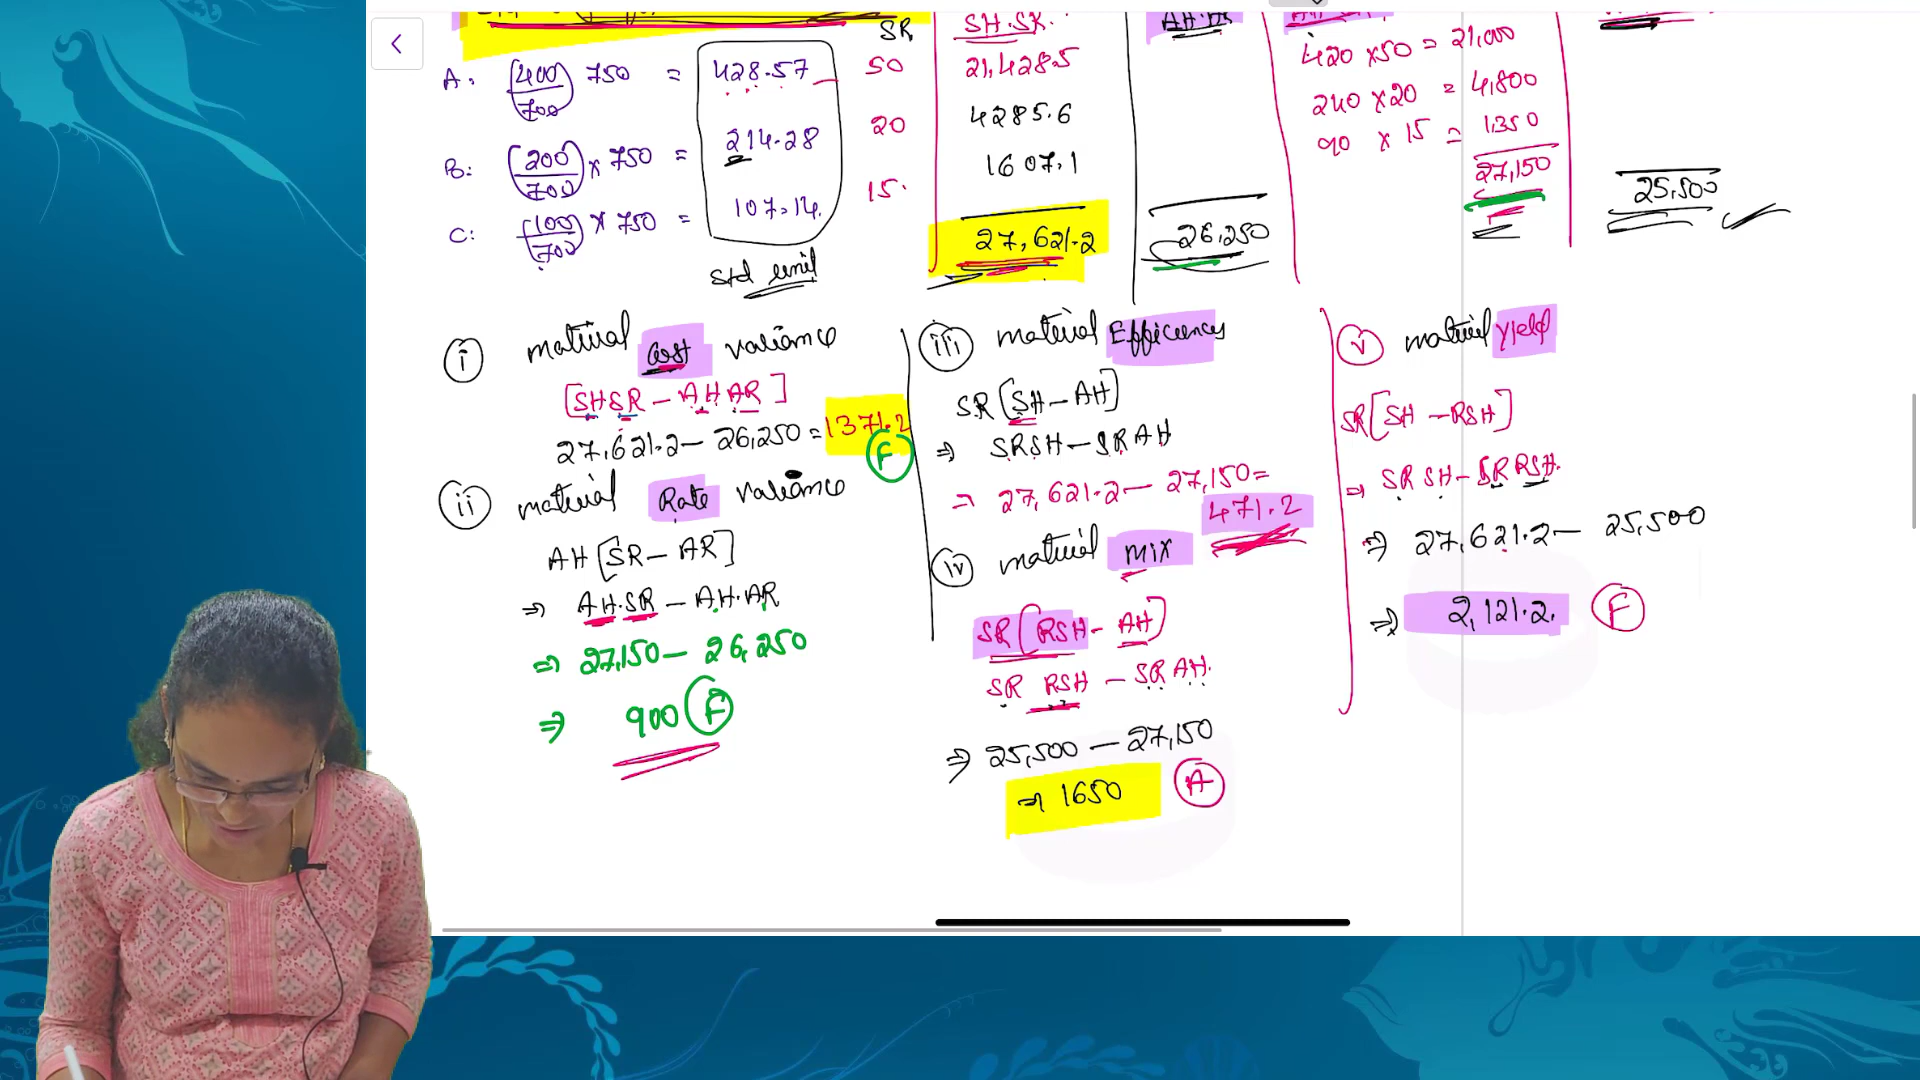 SR
SH.SR.
A: (400/700) 750 = 428.57 50 21,428.5
B: (200/700) x 750 = 214.28 20 4285.6
C: (100/700) x 750 = 107.14 15 1607.1
std unit
27,621.2
26,250
420 x50 = 21,000
240 x20 = 4,800
90 x 15 = 1350
27,150
25,500
i material cost variance
[SHSR - AHAR]
27,621.2 - 26,250 = 1371.2 F
ii material Rate variance
AH[SR - AR]
⇒ AH.SR - AH.AR
⇒ 27,150 - 26,250
⇒ 900 F
iii material Efficiency
SR[SH - AH]
⇒ SRSH - SRAH
⇒ 27,621.2 - 27,150 =
471.2
iv material mix
SR[RSH - AH]
SR RSH - SR AH.
⇒ 25,500 - 27,150
⇒ 1650 A
v material Yield
SR[SH - RSH]
⇒ SR SH - SR RSH.
⇒ 27,621.2 - 25,500
⇒ 2,121.2. F